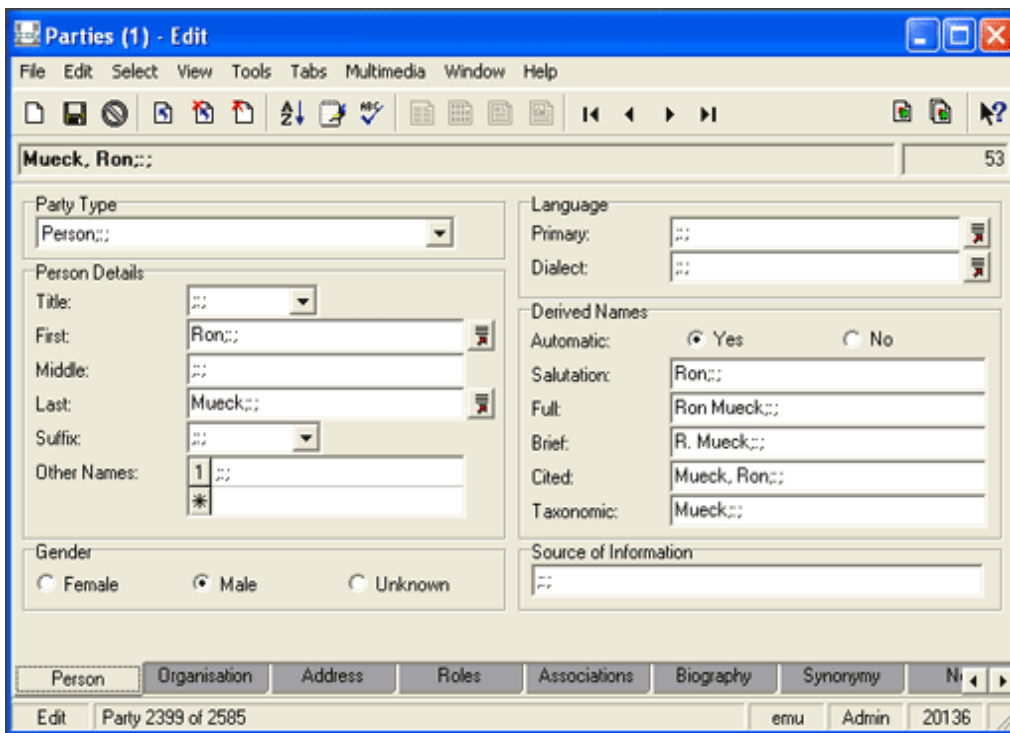 Parties (1) - Edit
File Edit Select View Tools Tabs Multimedia Window Help
Mueck, Ron;:; 53
Party Type
Person;:;
Person Details
Title: ;:;
First: Ron;:;
Middle: ;:;
Last: Mueck;:;
Suffix: ;:;
Other Names: 1 ;:;
Gender
Female Male Unknown
Language
Primary: ;:;
Dialect: ;:;
Derived Names
Automatic: Yes No
Salutation: Ron;:;
Full: Ron Mueck;:;
Brief: R. Mueck;:;
Cited: Mueck, Ron;:;
Taxonomic: Mueck;:;
Source of Information
;:;
Person Organisation Address Roles Associations Biography Synonymy
Edit Party 2399 of 2585 emu Admin 20136